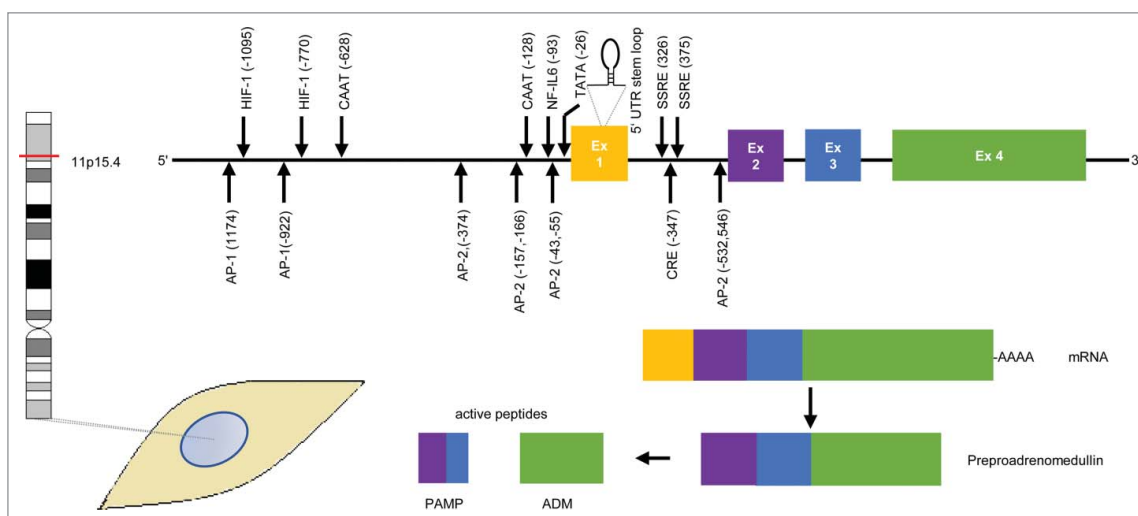 HIF-1 (-1095)
HIF-1 (-770)
CAAT (-628)
CAAT (-128)
NF-IL6 (-93)
TATA (-26)
5' UTR stem loop
SSRE (326)
SSRE (375)
11p15.4
5'
Ex
1
Ex
2
Ex
3
Ex 4
3'
AP-1 (1174)
AP-1(-922)
AP-2,(-374)
AP-2 (-157,-166)
AP-2 (-43,-55)
CRE (-347)
AP-2 (-532,546)
-AAAA
mRNA
active peptides
Preproadrenomedullin
PAMP
ADM